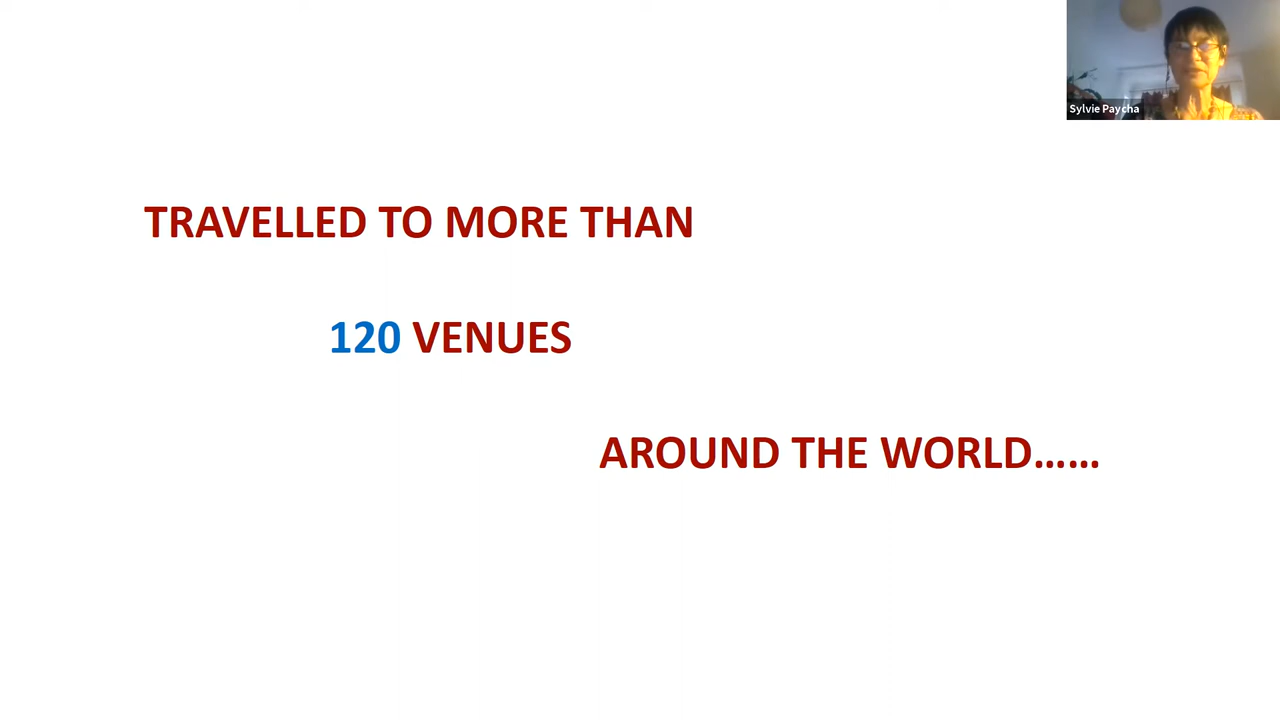 Sylvie Paycha
TRAVELLED TO MORE THAN
120 VENUES
AROUND THE WORLD......